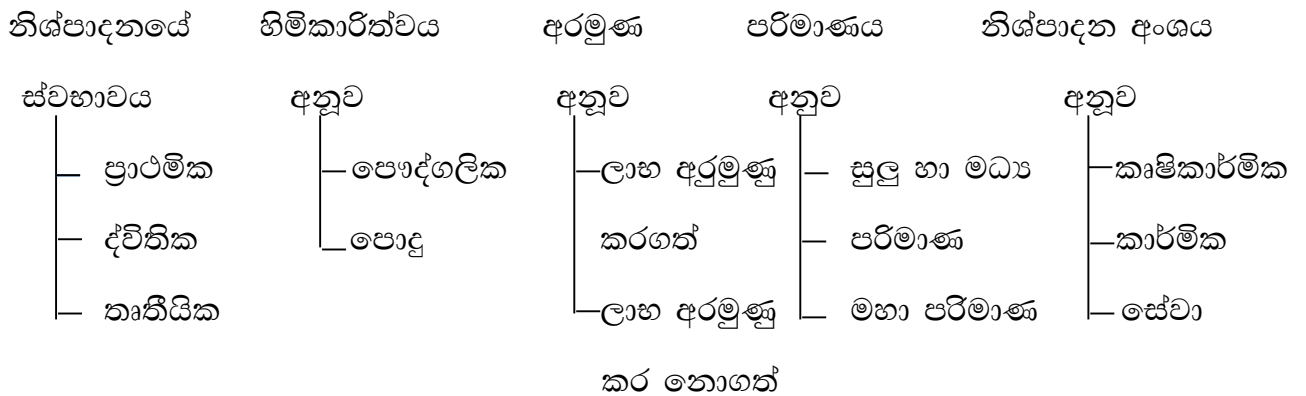 නිශ්පාදනයේ හිමිකාරිත්වය අරමුණ පරිමාණය නිශ්පාදන අංශය
ස්වභාවය අනූව අනූව අනුව අනූව
ප්‍රාථමික පෞද්ගලික ලාභ අරුමුණු සුලු හා මධ්‍ය කෘෂිකාර්මික
ද්විතික පොදු කරගත් පරිමාණ කාර්මික
තෘතීයික ලාභ අරමුණු මහා පරිමාණ සේවා
කර නොගත්